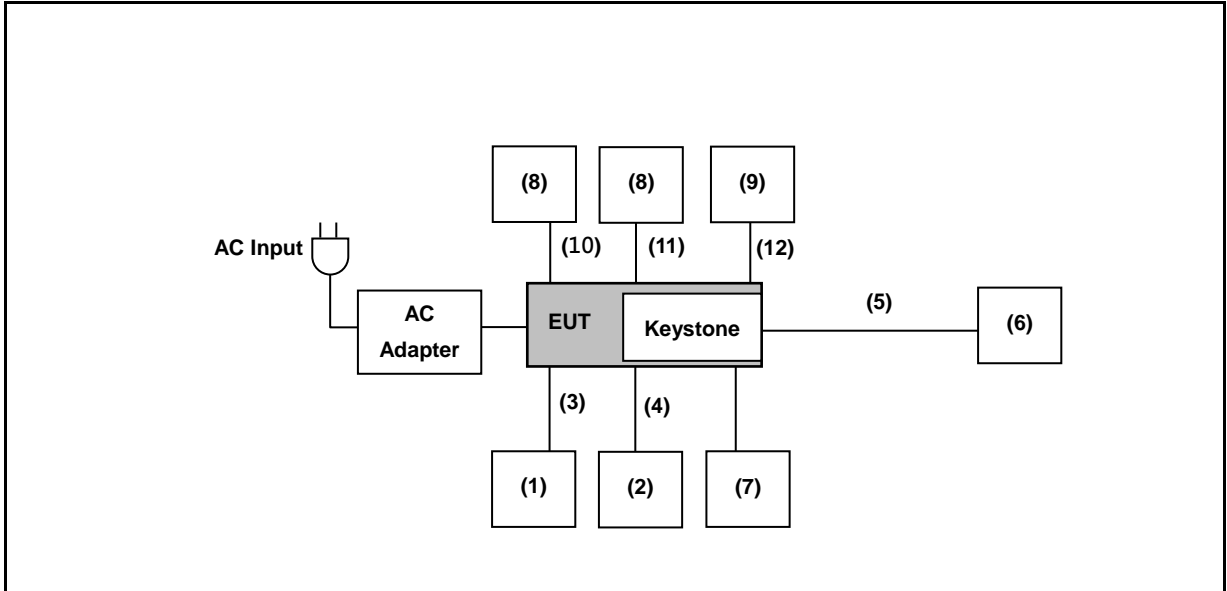 (8)
(8)
(9)
AC Input
(10)
(11)
(12)
AC
Adapter
EUT
Keystone
(5)
(6)
(3)
(4)
(1)
(2)
(7)